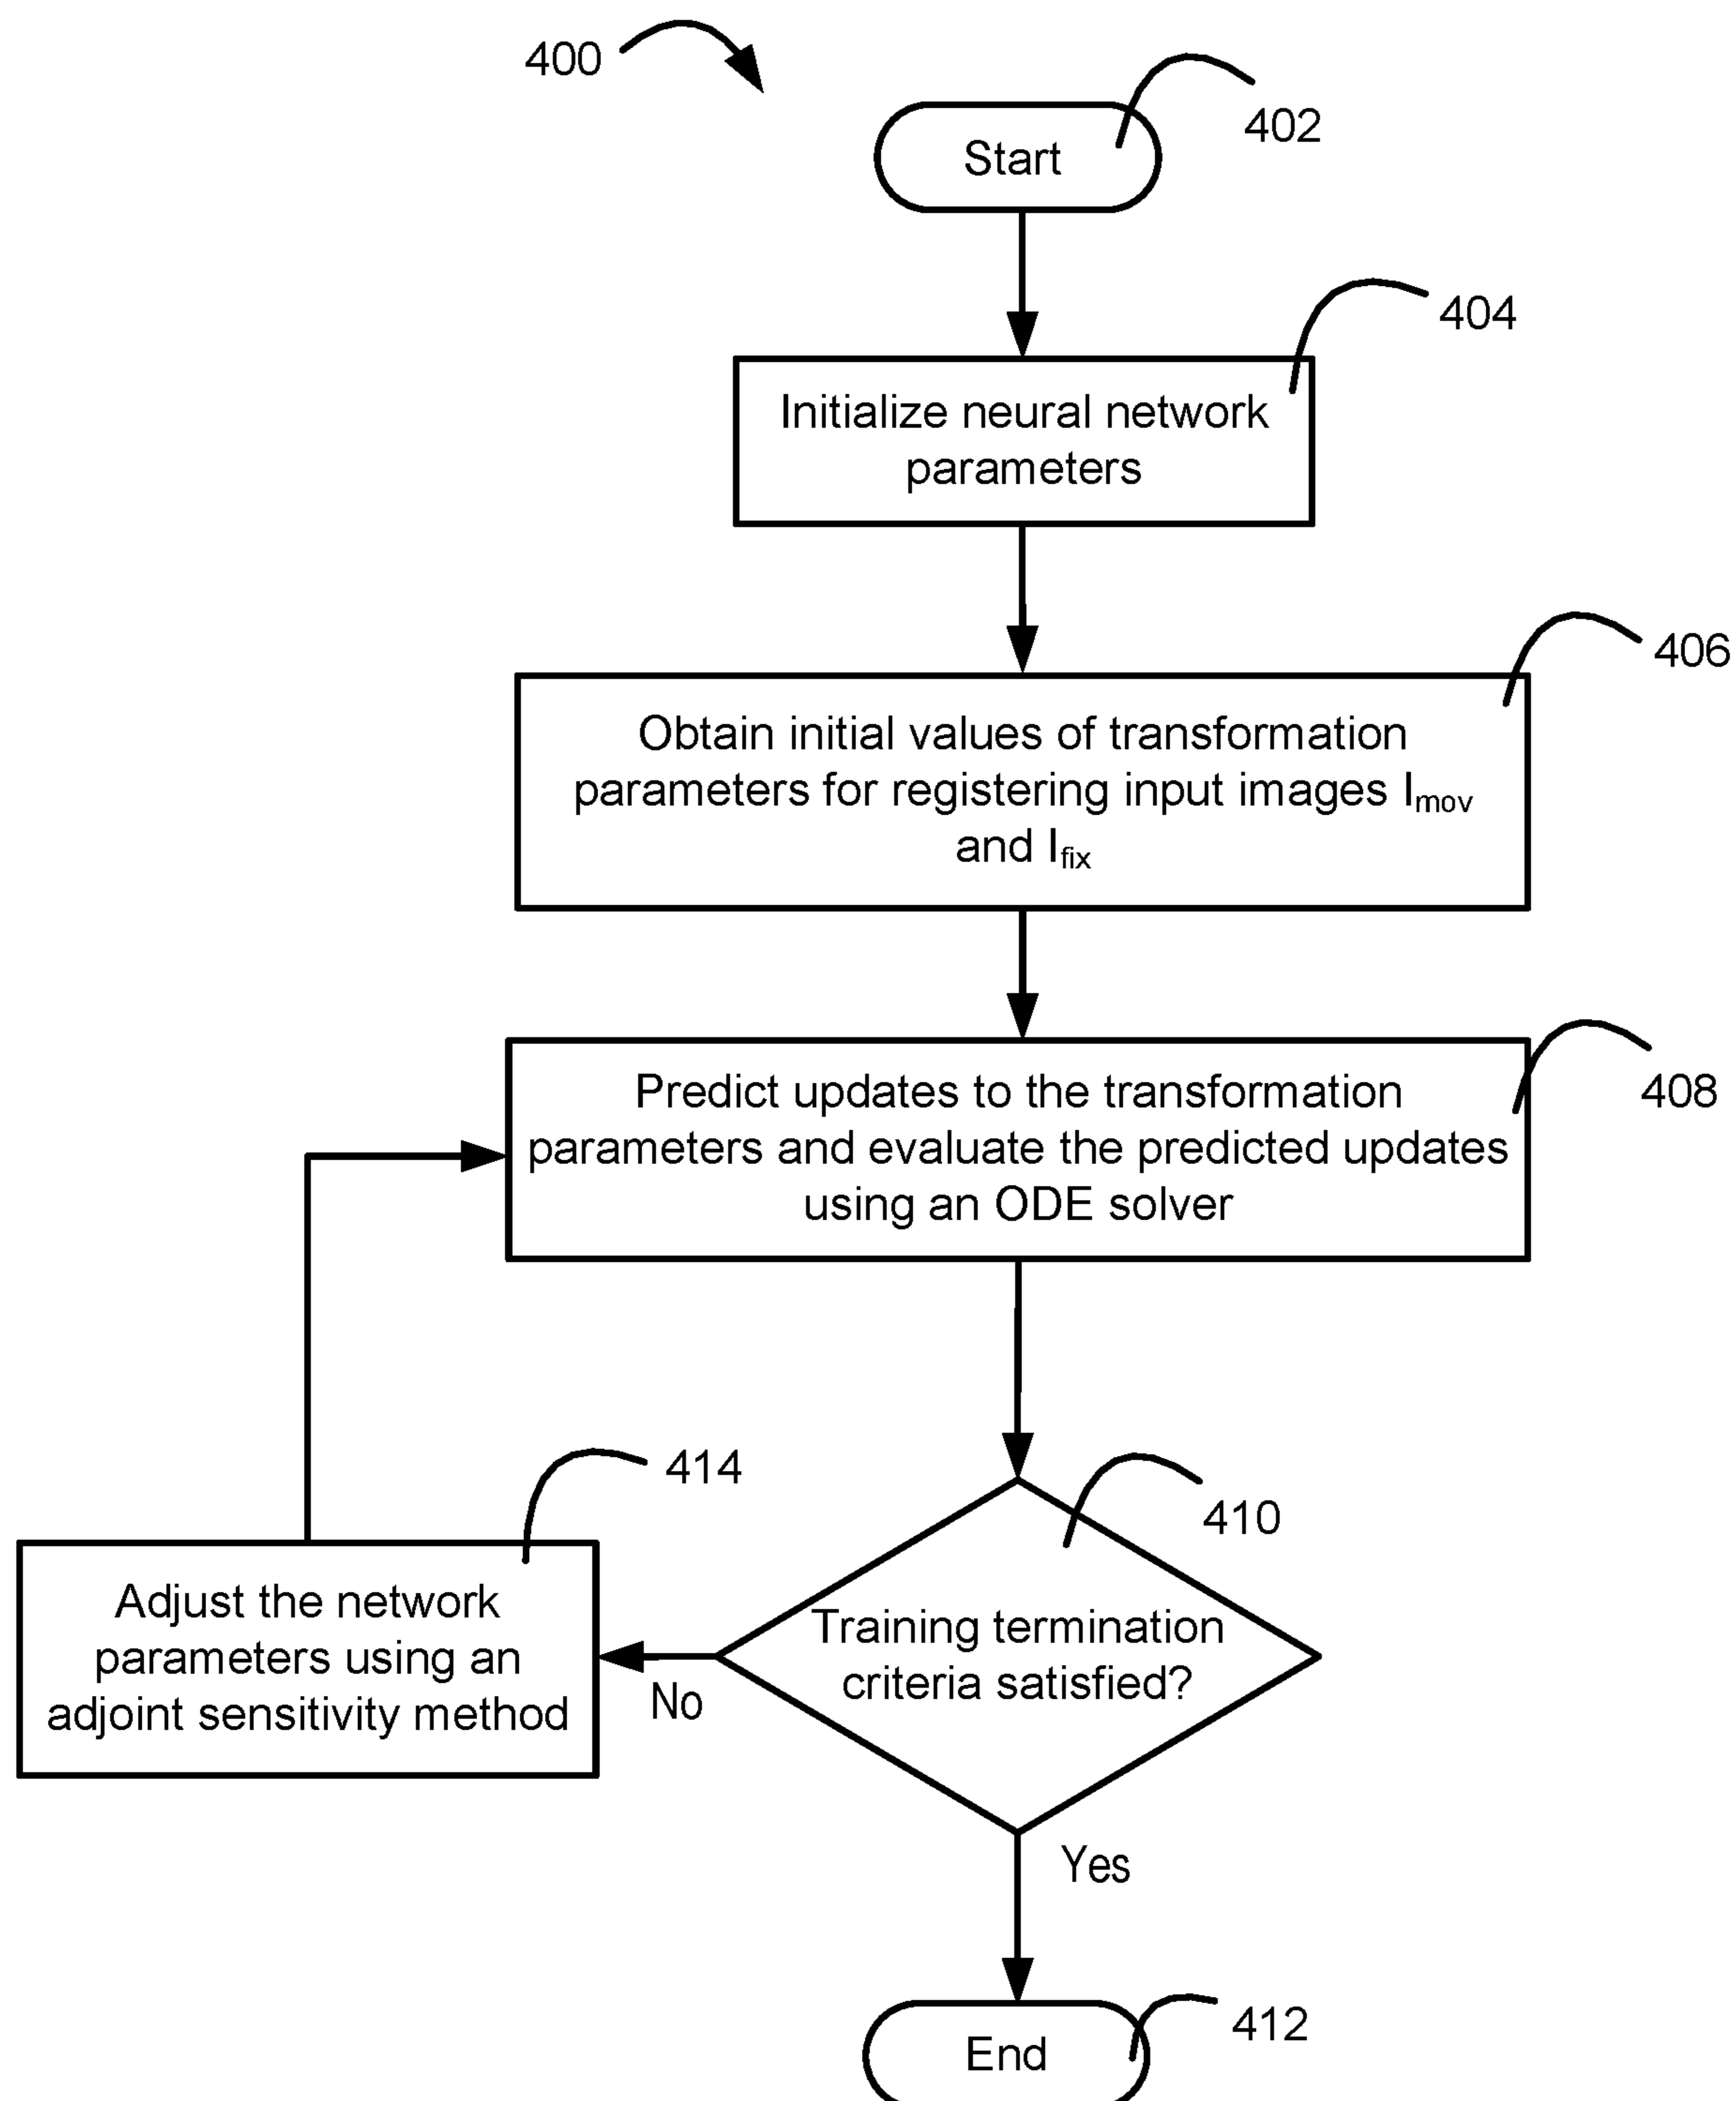 400
402
Start
404
Initialize neural network
parameters
406
Obtain initial values of transformation
parameters for registering input images Imov
and Ifix
408
Predict updates to the transformation
parameters and evaluate the predicted updates
using an ODE solver
414
410
Adjust the network
parameters using an
adjoint sensitivity method
No
Training termination
criteria satisfied?
Yes
412
End